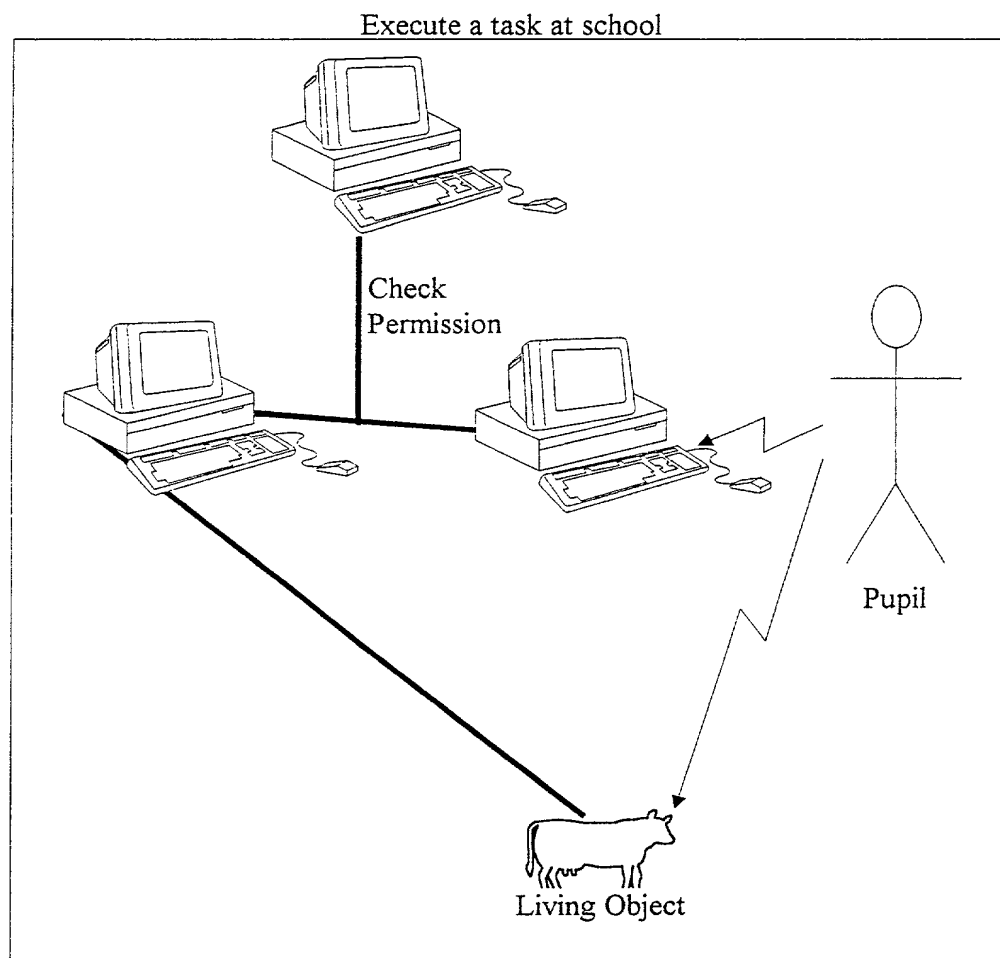 Execute a task at school
Check
Permission
Pupil
Living Object